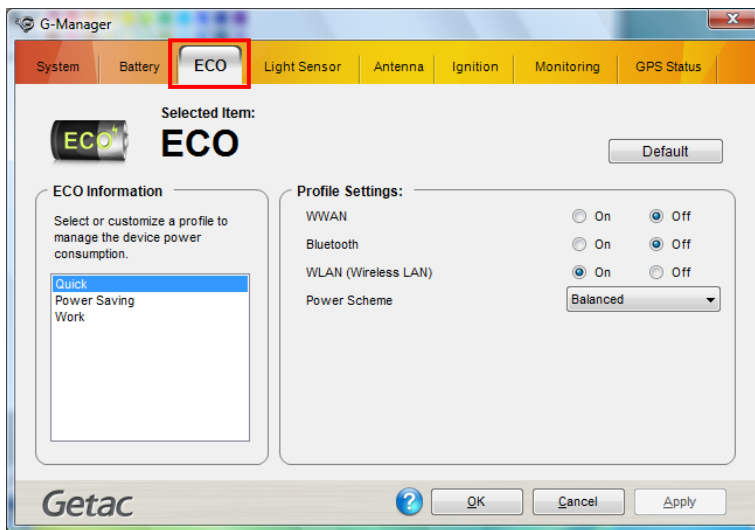 G-Manager
System Battery ECO Light Sensor Antenna Ignition Monitoring GPS Status
ECO
Selected Item:
ECO
Default
ECO Information
Select or customize a profile to
manage the device power
consumption.
Quick
Power Saving
Work
Profile Settings:
WWAN On Off
Bluetooth On Off
WLAN (Wireless LAN) On Off
Power Scheme Balanced
Getac
? OK Cancel Apply